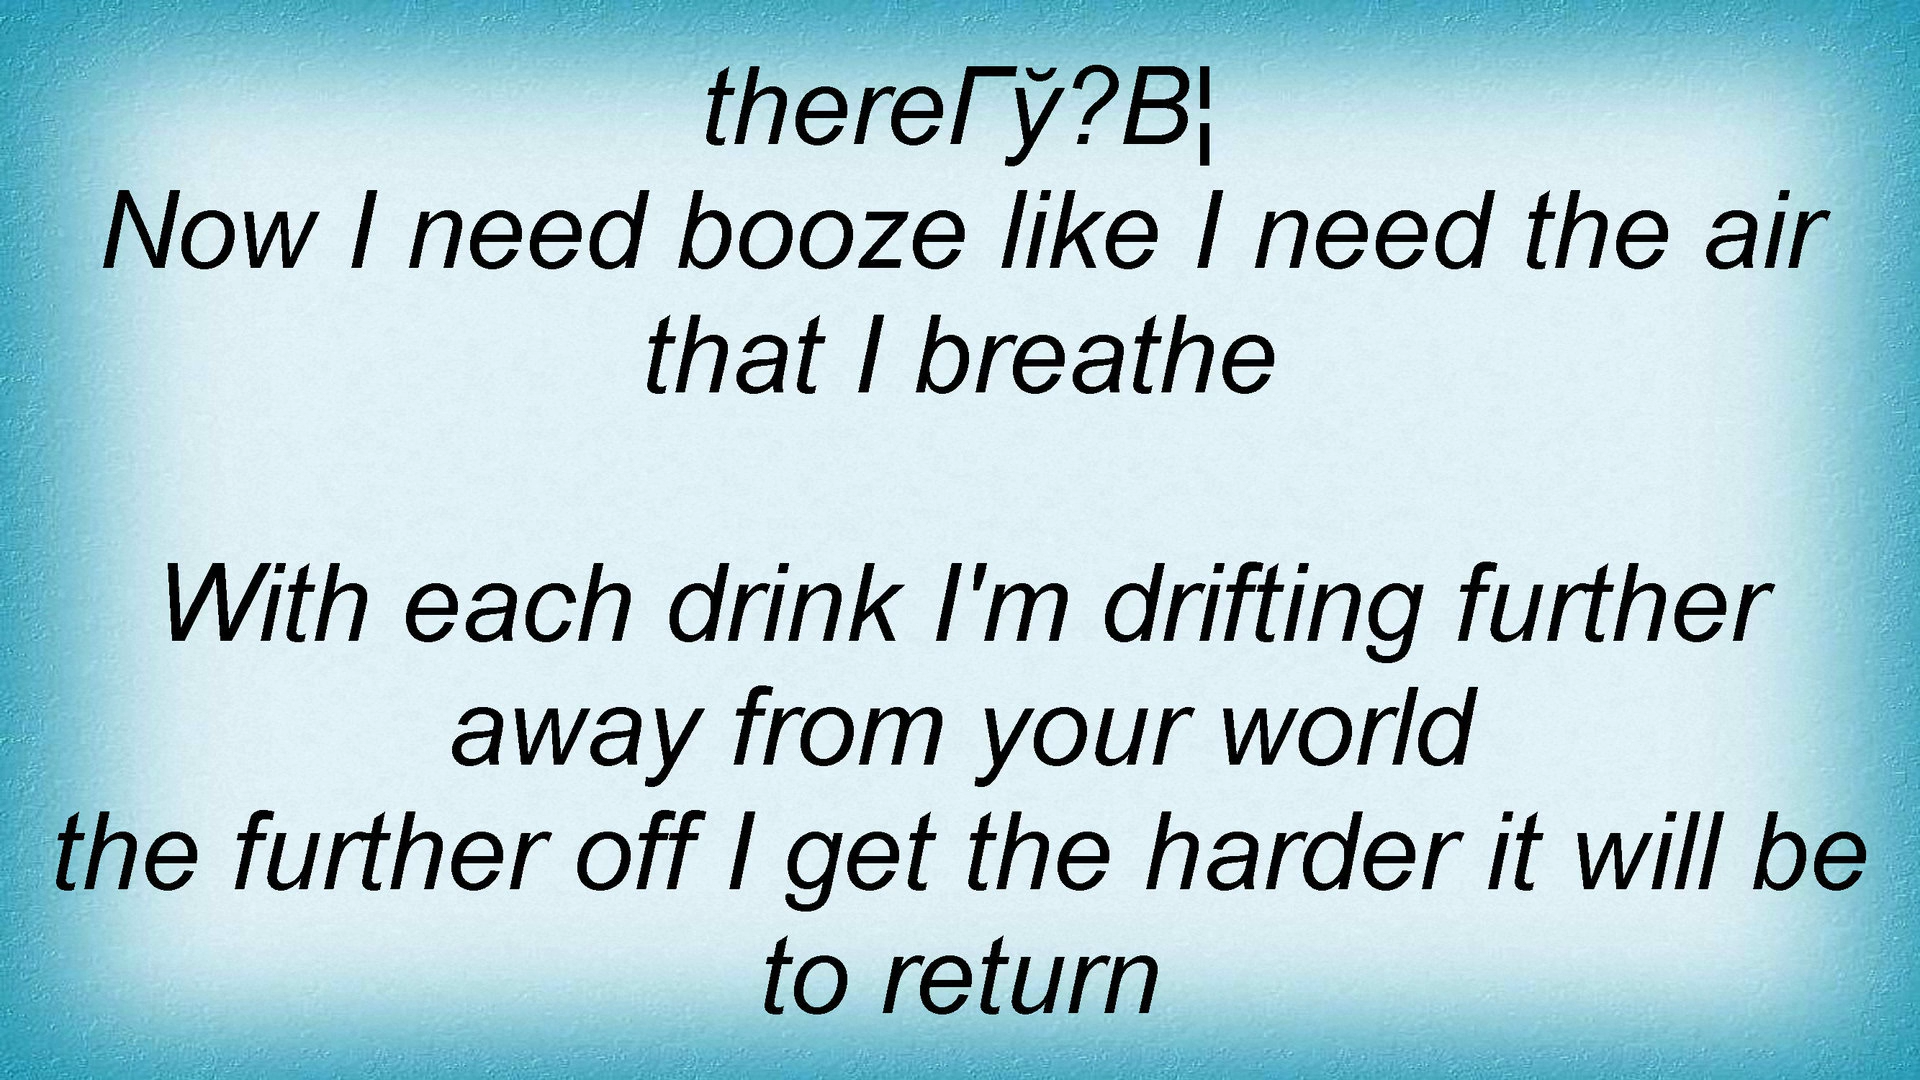 thereГў?В¦
Now I need booze like I need the air
that I breathe
With each drink I'm drifting further
away from your world
the further off I get the harder it will be
to return